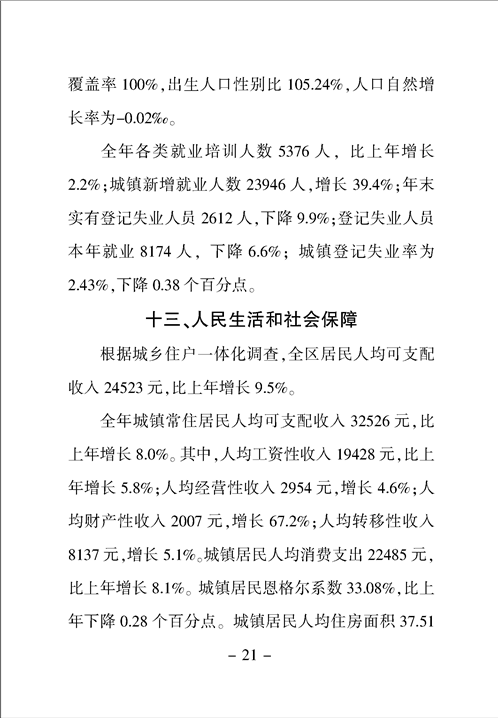 覆盖率 100%,出生人口性别比 105.24%,人口自然增
长率为-0.02‰。
全年各类就业培训人数 5376 人，比上年增长
2.2%;城镇新增就业人数 23946 人,增长 39.4%;年末
实有登记失业人员 2612 人,下降 9.9%;登记失业人员
本年就业 8174 人，下降 6.6%；城镇登记失业率为
2.43%,下降 0.38 个百分点。
十三、人民生活和社会保障
根据城乡住户一体化调查,全区居民人均可支配
收入 24523 元,比上年增长 9.5%。
全年城镇常住居民人均可支配收入 32526 元,比
上年增长 8.0%。其中,人均工资性收入 19428 元,比上
年增长 5.8%;人均经营性收入 2954 元,增长 4.6%;人
均财产性收入 2007 元,增长 67.2%;人均转移性收入
8137 元,增长 5.1%。城镇居民人均消费支出 22485 元,
比上年增长 8.1%。城镇居民恩格尔系数 33.08%,比上
年下降 0.28 个百分点。城镇居民人均住房面积 37.51
- 21 -